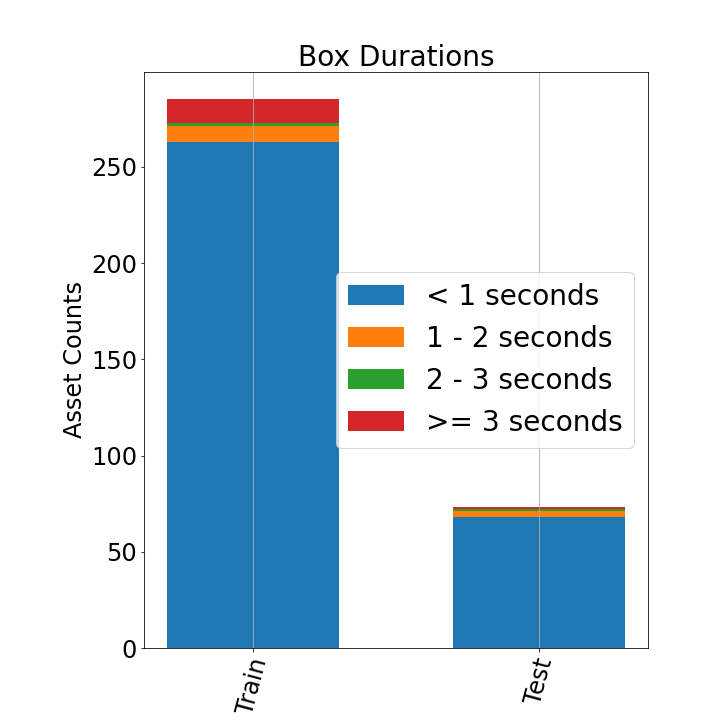 Box Durations
Asset Counts
250
200
150
100
50
0
< 1 seconds
1 - 2 seconds
2 - 3 seconds
>= 3 seconds
Train
Test